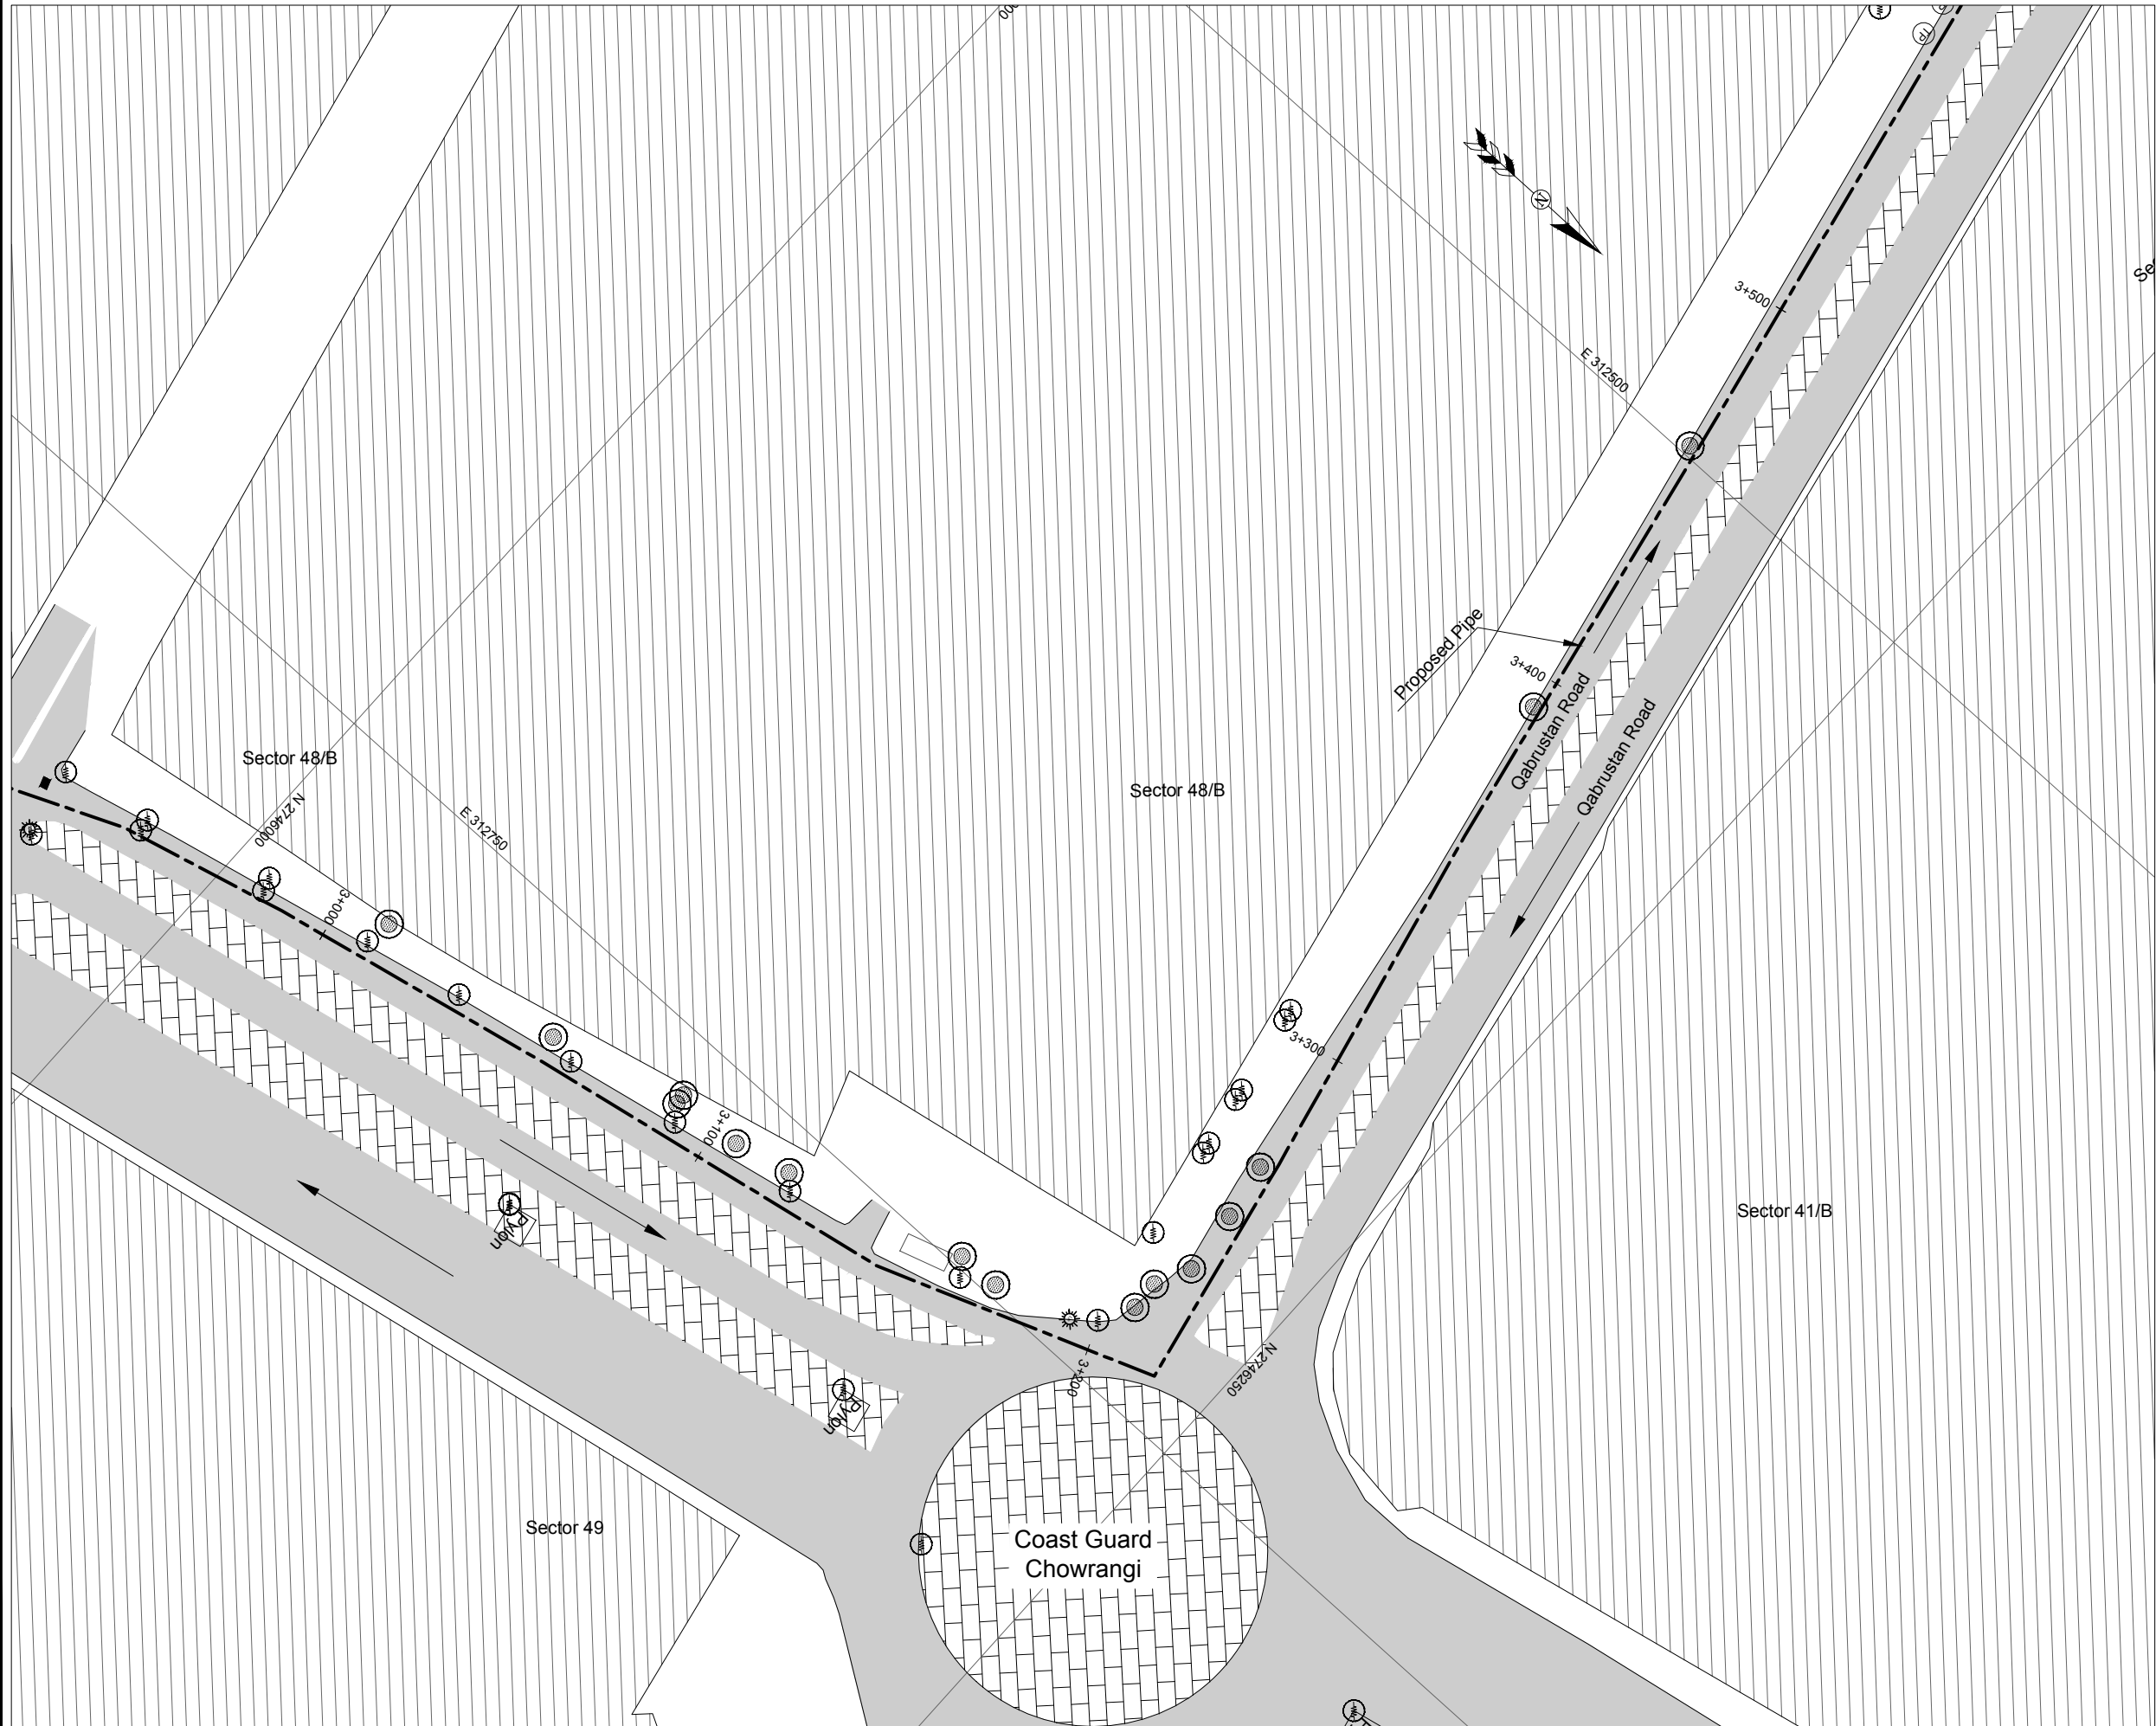 TP
N
3+500
E 312500
Proposed Pipe
3+400
Qabrustan Road
Qabrustan Road
Sector 48/B
Sector 48/B
N 2746000
E 312750
3+000
3+300
3+100
Sector 41/B
Pylon
N 2746250
3+200
Pylon
Sector 49
Coast Guard
Chowrangi